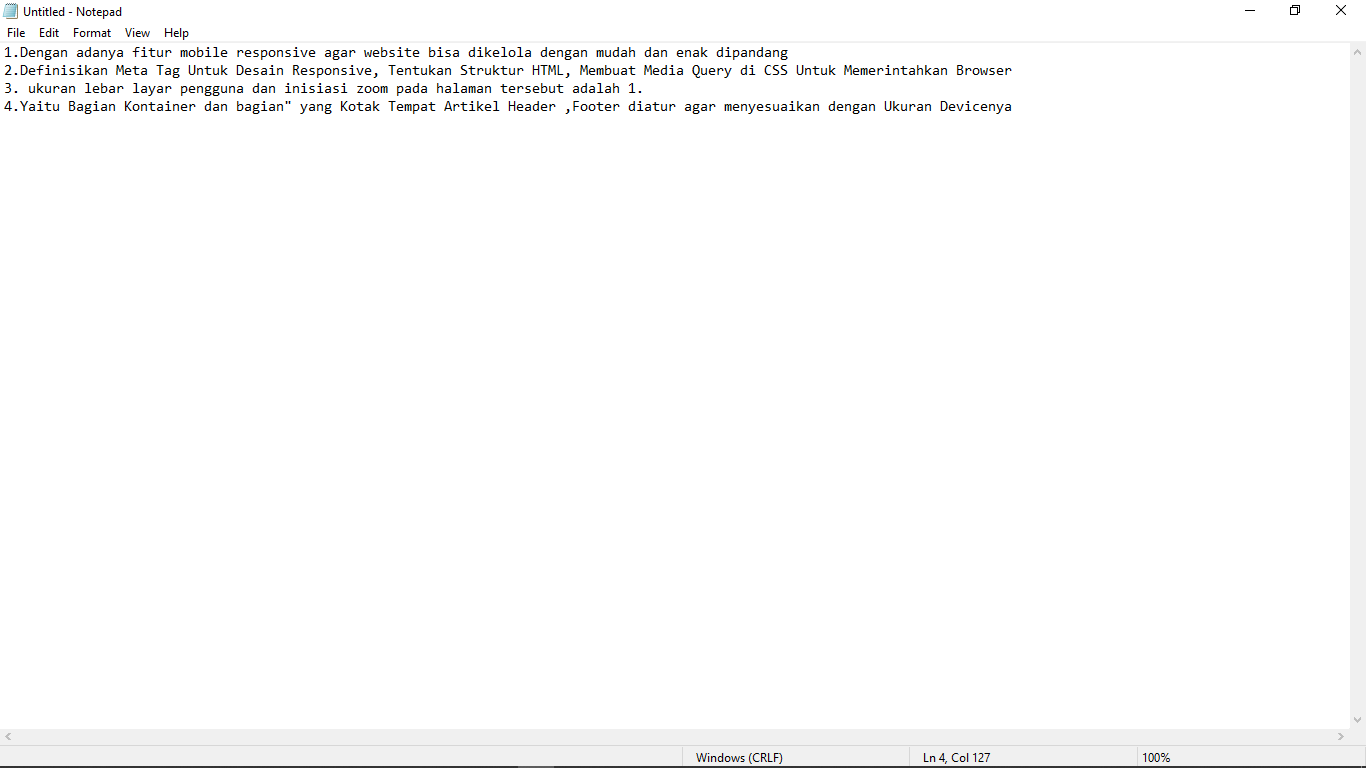 Untitled - Notepad
File Edit Format View Help
1.Dengan adanya fitur mobile responsive agar website bisa dikelola dengan mudah dan enak dipandang
2.Definisikan Meta Tag Untuk Desain Responsive, Tentukan Struktur HTML, Membuat Media Query di CSS Untuk Memerintahkan Browser
3. ukuran lebar layar pengguna dan inisiasi zoom pada halaman tersebut adalah 1.
4.Yaitu Bagian Kontainer dan bagian" yang Kotak Tempat Artikel Header ,Footer diatur agar menyesuaikan dengan Ukuran Devicenya
Windows (CRLF) Ln 4, Col 127 100%